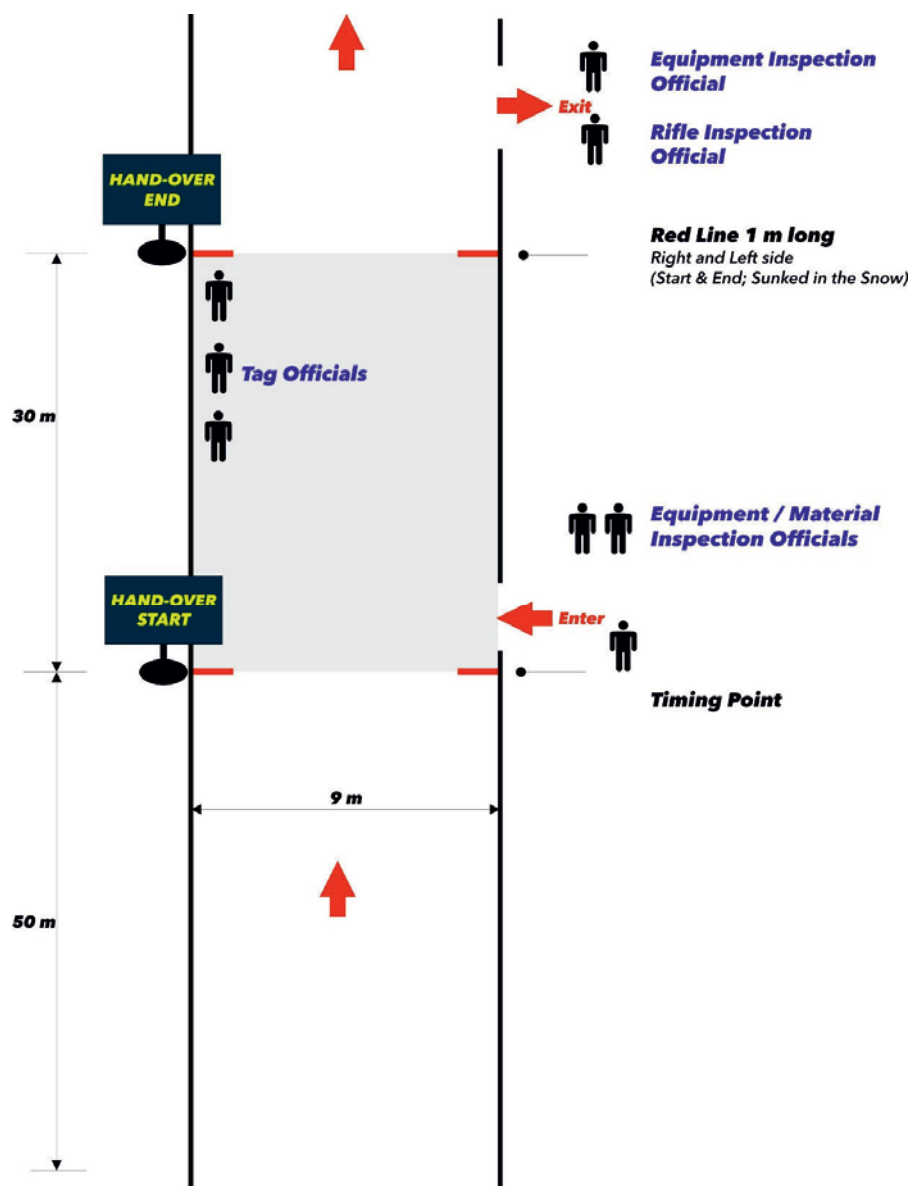 Equipment Inspection
Official
Exit
Rifle Inspection
Official
HAND-OVER
END
Red Line 1 m long
Right and Left side
(Start & End; Sunked in the Snow)
Tag Officials
30 m
Equipment / Material
Inspection Officials
HAND-OVER
START
Enter
Timing Point
9 m
50 m